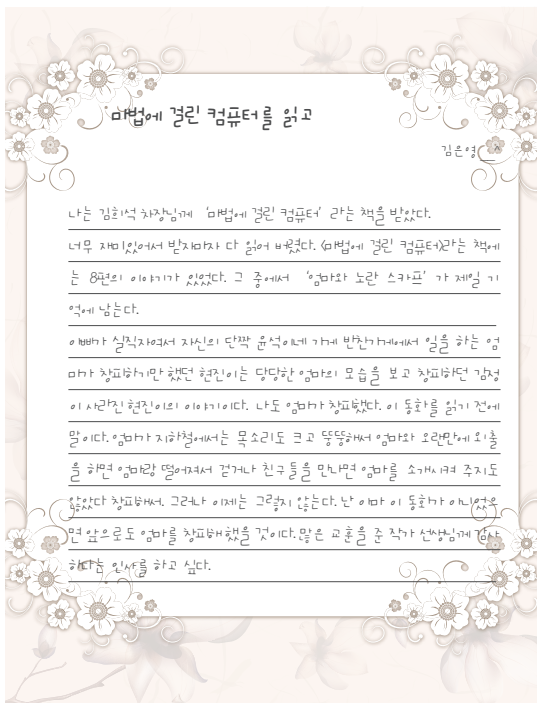 마법에 걸린 컴퓨터를 읽고
김은영
나는 김희석 차장님께 '마법에 걸린 컴퓨터' 라는 책을 받았다.
너무 재미있어서 받자마자 다 읽어 버렸다. <마법에 걸린 컴퓨터>라는 책에
는 8편의 이야기가 있었다. 그 중에서 '엄마와 노란 스카프' 가 제일 기
억에 남는다.
아빠가 실직자여서 자신의 단짝 윤석이네 가게 반찬가게에서 일을 하는 엄
마가 창피하기만 했던 현진이는 당당한 엄마의 모습을 보고 창피하던 감정
이 사라진 현진이의 이야기이다. 나도 엄마가 창피했다. 이 동화를 읽기 전에
말이다. 엄마가 지하철에서는 목소리도 크고 뚱뚱해서 엄마와 오랜만에 외출
을 하면 엄마랑 떨어져서 걷거나 친구들을 만나면 엄마를 소개시켜 주지도
않았다 창피해서. 그러나 이제는 그렇지 않는다. 난 아마 이 동화가 아니었으
면 앞으로도 엄마를 창피해했을 것이다. 많은 교훈을 준 작가 선생님께 감사
하다는 인사를 하고 싶다.